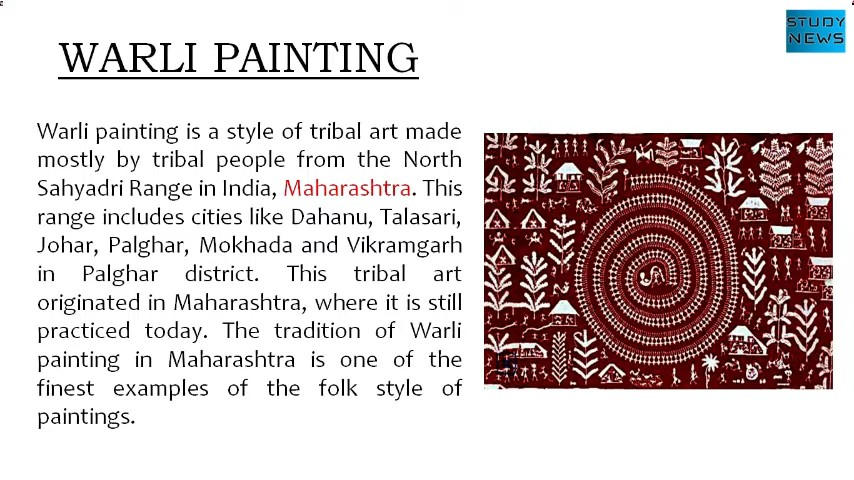 STUDY
NEWS
WARLI PAINTING
Warli painting is a style of tribal art made
mostly by tribal people from the North
Sahyadri Range in India, Maharashtra. This
range includes cities like Dahanu, Talasari,
Johar, Palghar, Mokhada and Vikramgarh
in Palghar district. This tribal art
originated in Maharashtra, where it is still
practiced today. The tradition of Warli
painting in Maharashtra is one of the
finest examples of the folk style of
paintings.